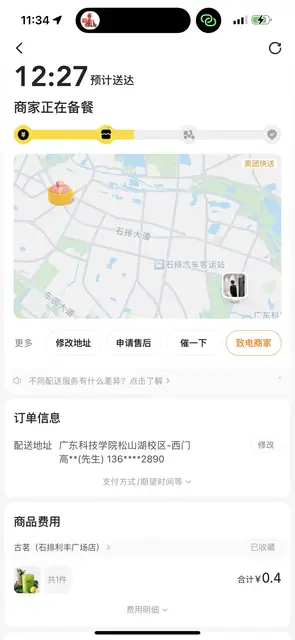 11:34
12:27 预计送达
商家正在备餐
美团快送
石排大道
石排汽车客运站
东莞大道
广东科
更多
修改地址
申请售后
催一下
致电商家
不同配送服务有什么差异？点击了解 >
订单信息
配送地址 广东科技学院松山湖校区-西门 修改
高**(先生) 136****2890
支付方式/期望时间等
商品费用
古茗（石排利丰广场店） > 已收藏
共1件
合计¥0.4
费用明细